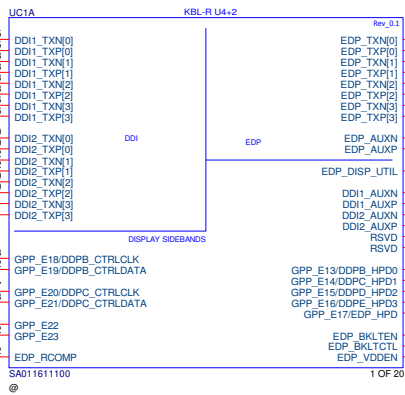 UC1A
KBL-R U4+2
Rev_0.1
DDI1_TXN[0]
DDI1_TXP[0]
DDI1_TXN[1]
DDI1_TXP[1]
DDI1_TXN[2]
DDI1_TXP[2]
DDI1_TXN[3]
DDI1_TXP[3]
DDI2_TXN[0]
DDI2_TXP[0]
DDI2_TXN[1]
DDI2_TXP[1]
DDI2_TXN[2]
DDI2_TXP[2]
DDI2_TXN[3]
DDI2_TXP[3]
DDI
EDP
EDP_TXN[0]
EDP_TXP[0]
EDP_TXN[1]
EDP_TXP[1]
EDP_TXN[2]
EDP_TXP[2]
EDP_TXN[3]
EDP_TXP[3]
EDP_AUXN
EDP_AUXP
EDP_DISP_UTIL
DDI1_AUXN
DDI1_AUXP
DDI2_AUXN
DDI2_AUXP
RSVD
RSVD
DISPLAY SIDEBANDS
GPP_E18/DDPB_CTRLCLK
GPP_E19/DDPB_CTRLDATA
GPP_E20/DDPC_CTRLCLK
GPP_E21/DDPC_CTRLDATA
GPP_E22
GPP_E23
EDP_RCOMP
GPP_E13/DDPB_HPD0
GPP_E14/DDPC_HPD1
GPP_E15/DDPD_HPD2
GPP_E16/DDPE_HPD3
GPP_E17/EDP_HPD
EDP_BKLTEN
EDP_BKLTCTL
EDP_VDDEN
SA011611100
1 OF 20
@